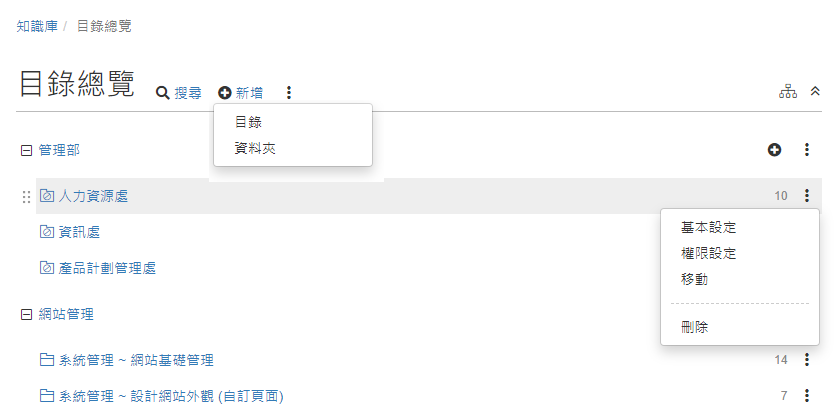 知識庫 / 目錄總覽
目錄總覽 搜尋 新增
目錄
資料夾
管理部
人力資源處 10
基本設定
權限設定
移動
刪除
資訊處
產品計劃管理處
網站管理
系統管理 ~ 網站基礎管理 14
系統管理 ~ 設計網站外觀 (自訂頁面) 7